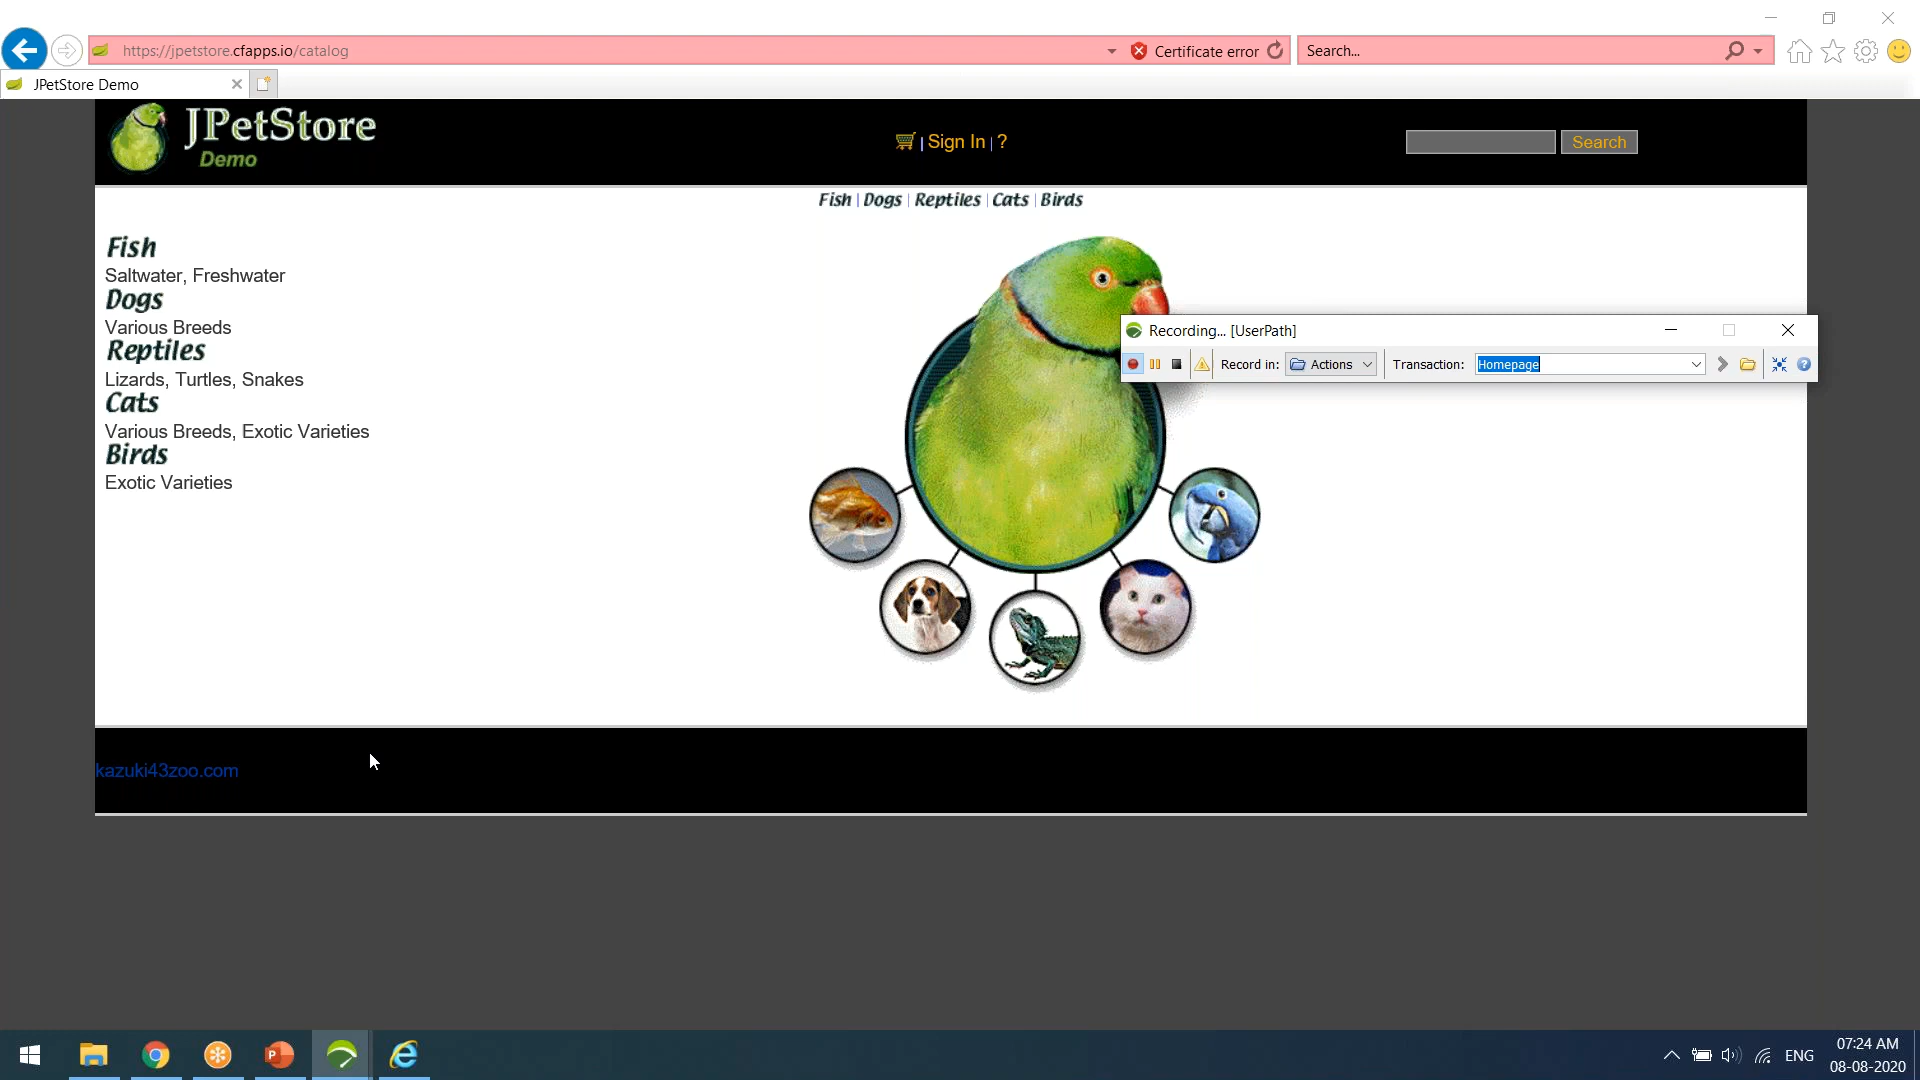 https://jpetstore.cfapps.io/catalog
Certificate error
Search...
JPetStore Demo
JPetStore
Demo
| Sign In | ?
Search
Fish | Dogs | Reptiles | Cats | Birds
Fish
Saltwater, Freshwater
Dogs
Various Breeds
Reptiles
Lizards, Turtles, Snakes
Cats
Various Breeds, Exotic Varieties
Birds
Exotic Varieties
Recording... [UserPath]
Record in: Actions Transaction: Homepage
kazuki43zoo.com
ENG
07:24 AM
08-08-2020